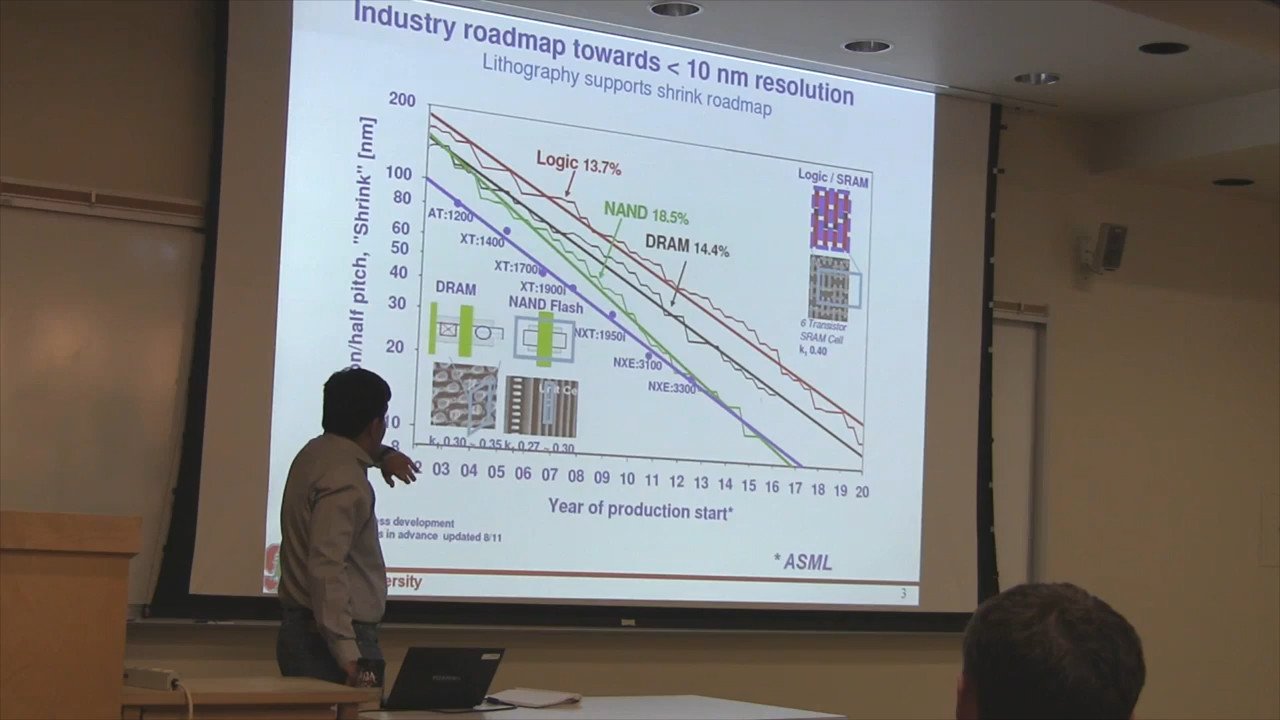 Industry roadmap towards < 10 nm resolution
Lithography supports shrink roadmap
on/half pitch, "Shrink" [nm]
200
100
80
60
50
40
30
20
10
8
Logic 13.7%
NAND 18.5%
DRAM 14.4%
Logic / SRAM
AT:1200
XT:1400
XT:1700i
XT:1900i
NXT:1950i
NXE:3100
NXE:3300
DRAM
NAND Flash
6 Transistor
SRAM Cell
k₁ 0.40
k₁ 0.30 ~ 0.35 k₁ 0.27 ~ 0.30
2 03 04 05 06 07 08 09 10 11 12 13 14 15 16 17 18 19 20
Year of production start*
ss development
s in advance updated 8/11
* ASML
ersity
3